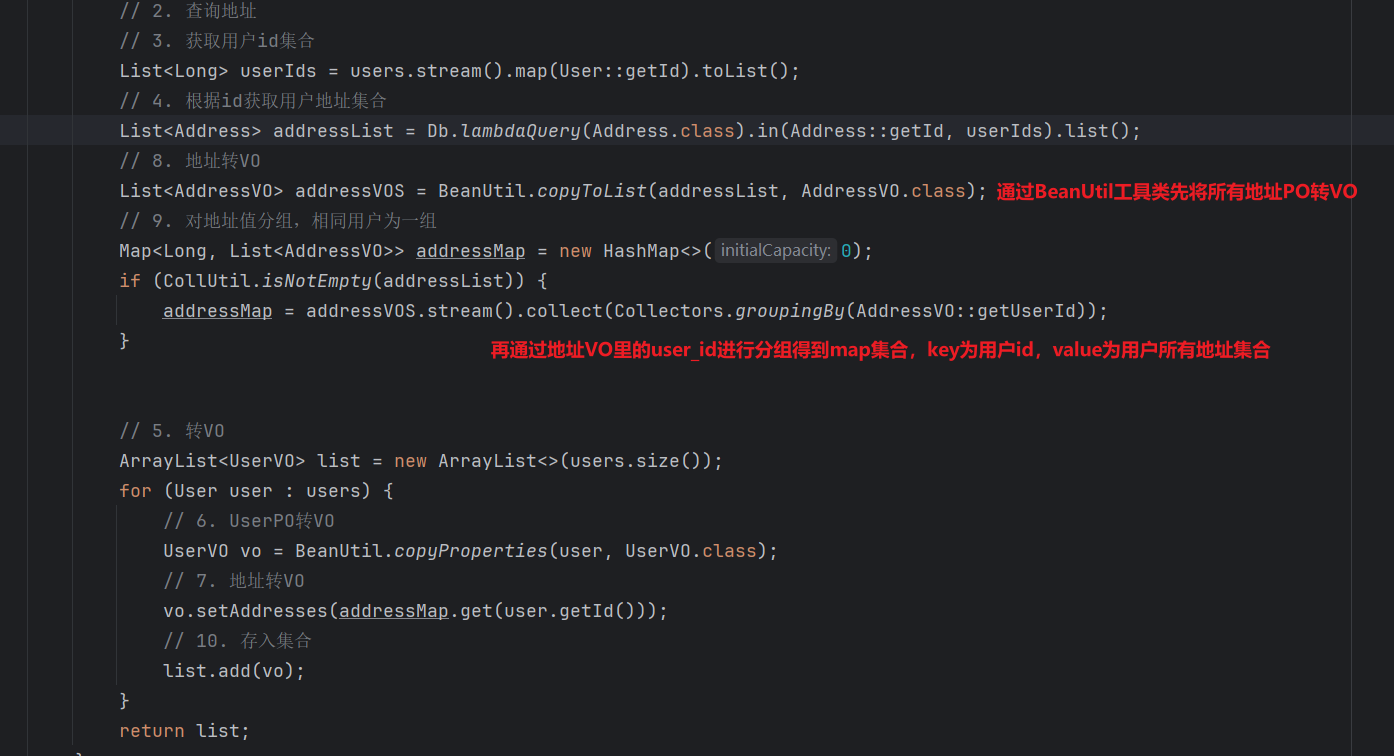 // 2. 查询地址
// 3. 获取用户id集合
List<Long> userIds = users.stream().map(User::getId).toList();
// 4. 根据id获取用户地址集合
List<Address> addressList = Db.lambdaQuery(Address.class).in(Address::getId, userIds).list();
// 8. 地址转VO
List<AddressVO> addressVOS = BeanUtil.copyToList(addressList, AddressVO.class); 通过BeanUtil工具类先将所有地址PO转VO
// 9. 对地址值分组，相同用户为一组
Map<Long, List<AddressVO>> addressMap = new HashMap<>( initialCapacity: 0);
if (CollUtil.isNotEmpty(addressList)) {
addressMap = addressVOS.stream().collect(Collectors.groupingBy(AddressVO::getUserId));
}
再通过地址VO里的user_id进行分组得到map集合，key为用户id，value为用户所有地址集合
// 5. 转VO
ArrayList<UserVO> list = new ArrayList<>(users.size());
for (User user : users) {
// 6. UserPO转VO
UserVO vo = BeanUtil.copyProperties(user, UserVO.class);
// 7. 地址转VO
vo.setAddresses(addressMap.get(user.getId()));
// 10. 存入集合
list.add(vo);
}
return list;